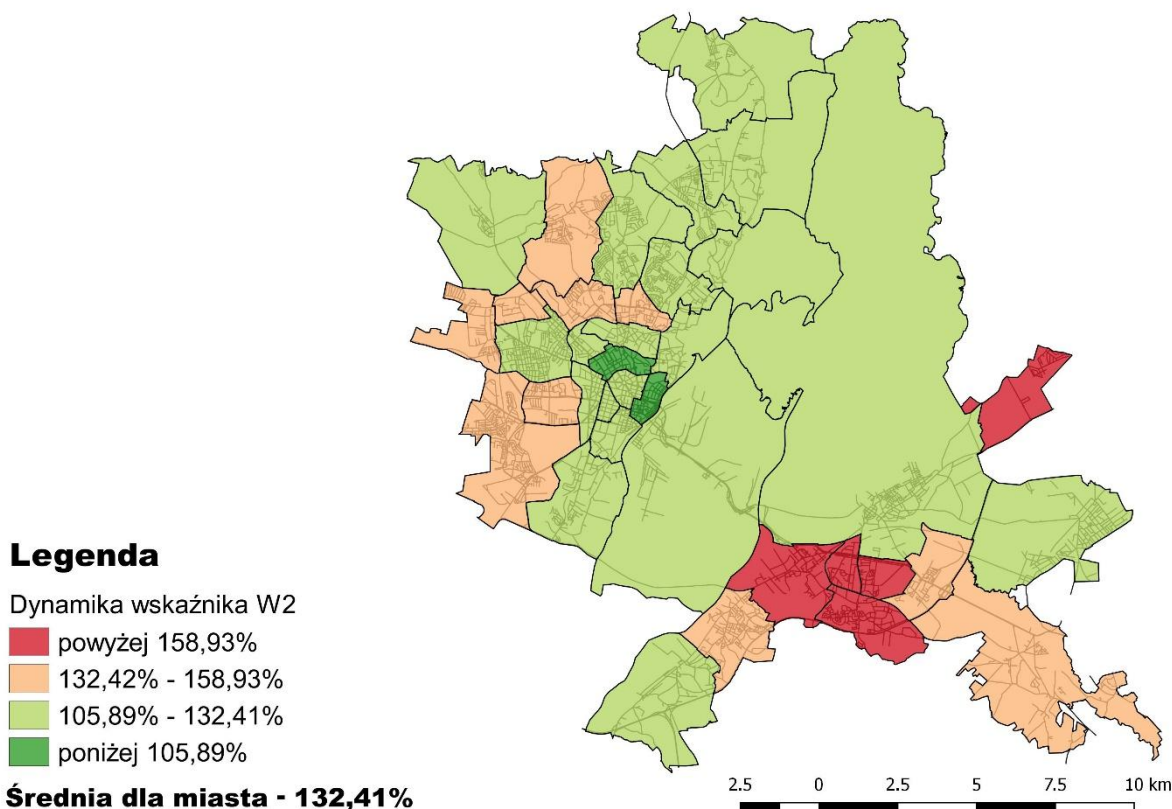 Legenda
Dynamika wskaźnika W2
powyżej 158,93%
132,42% - 158,93%
105,89% - 132,41%
poniżej 105,89%
Średnia dla miasta - 132,41%
2.5 0 2.5 5 7.5 10 km